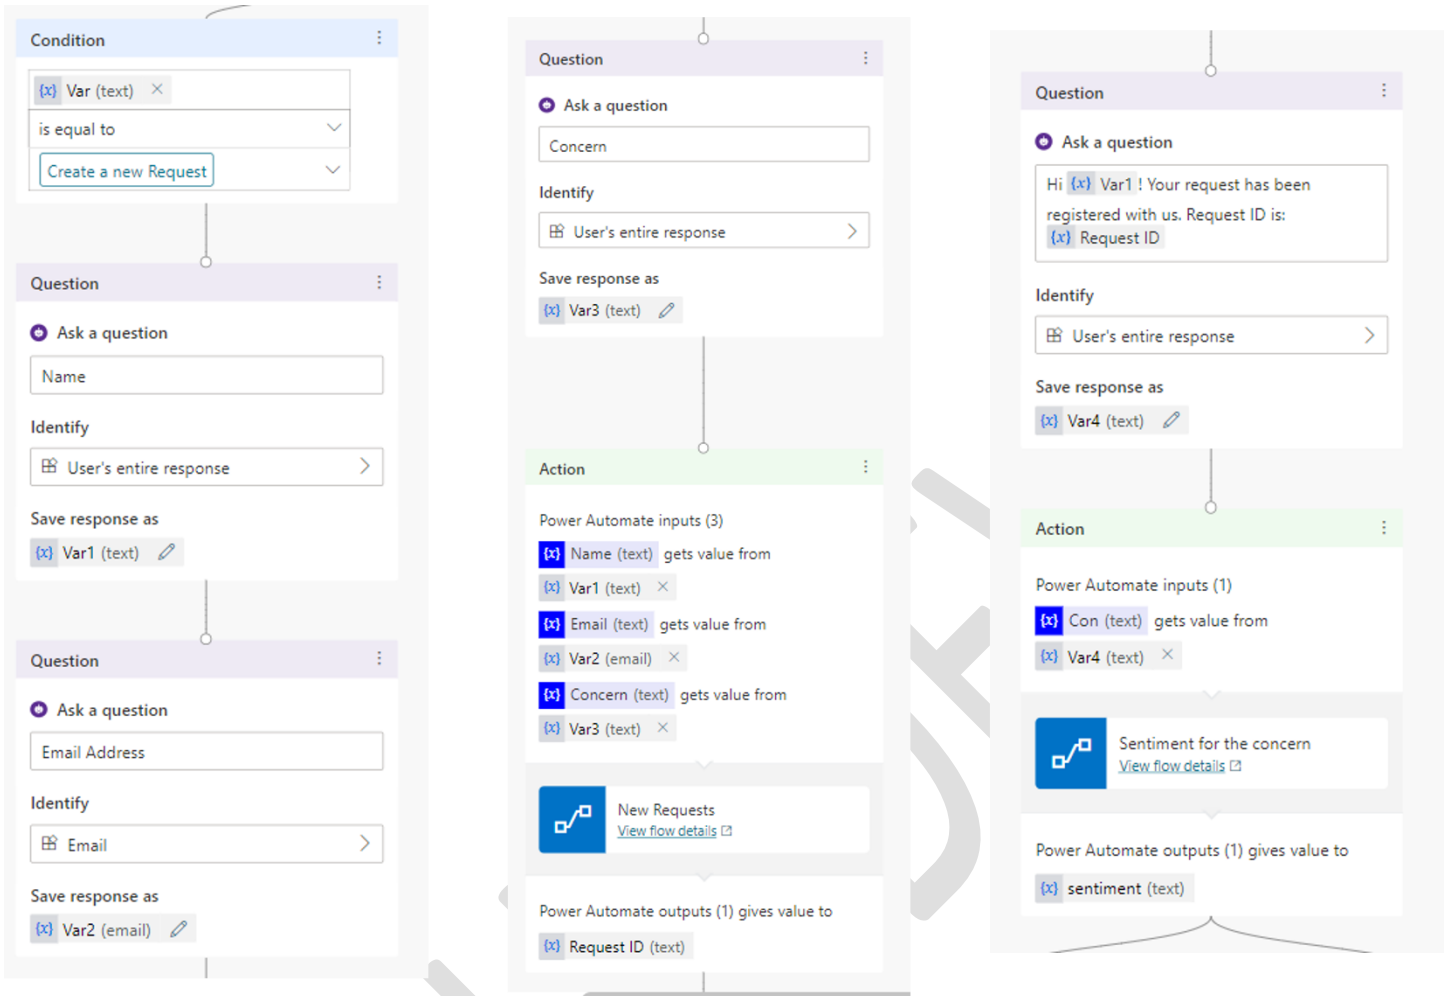 Condition
{x} Var (text) ×
is equal to
Create a new Request
Question
Ask a question
Name
Identify
User's entire response
Save response as
{x} Var1 (text)
Question
Ask a question
Email Address
Identify
Email
Save response as
{x} Var2 (email)
Question
Ask a question
Concern
Identify
User's entire response
Save response as
{x} Var3 (text)
Action
Power Automate inputs (3)
{x} Name (text) gets value from
{x} Var1 (text) ×
{x} Email (text) gets value from
{x} Var2 (email) ×
{x} Concern (text) gets value from
{x} Var3 (text) ×
New Requests
View flow details
Power Automate outputs (1) gives value to
{x} Request ID (text)
Question
Ask a question
Hi {x} Var1 ! Your request has been
registered with us. Request ID is:
{x} Request ID
Identify
User's entire response
Save response as
{x} Var4 (text)
Action
Power Automate inputs (1)
{x} Con (text) gets value from
{x} Var4 (text) ×
Sentiment for the concern
View flow details
Power Automate outputs (1) gives value to
{x} sentiment (text)